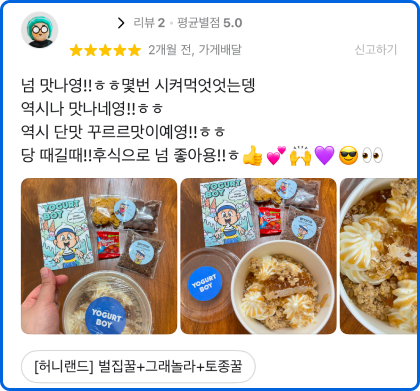 리뷰 2 • 평균별점 5.0
2개월 전, 가게배달
신고하기
넘 맛나영!!ㅎㅎ몇번 시켜먹엇엇는뎅
역시나 맛나네영!!ㅎㅎ
역시 단맛 꾸르르맛이예영!!ㅎㅎ
당 때길때!!후식으로 넘 좋아용!!ㅎ👍💕🙌💜😎👀
YOGURT BOY
YOGURT BOY
YOGURT BOY
YOGURT BOY
[허니랜드] 벌집꿀+그래놀라+토종꿀